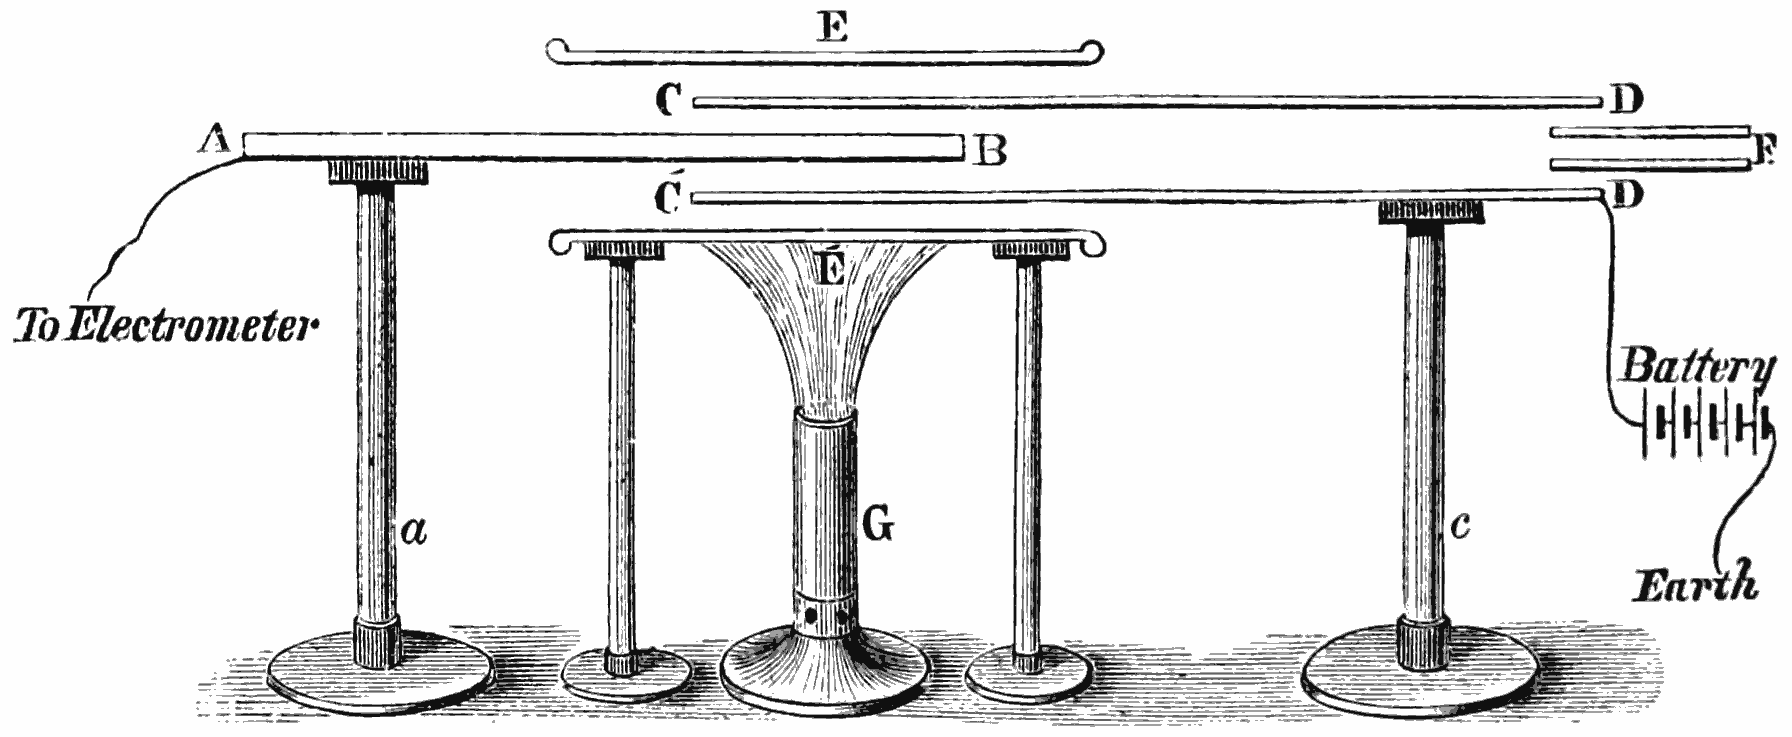 E
C D
A B F
Ć D
É
To Electrometer
Battery
a G c
Earth